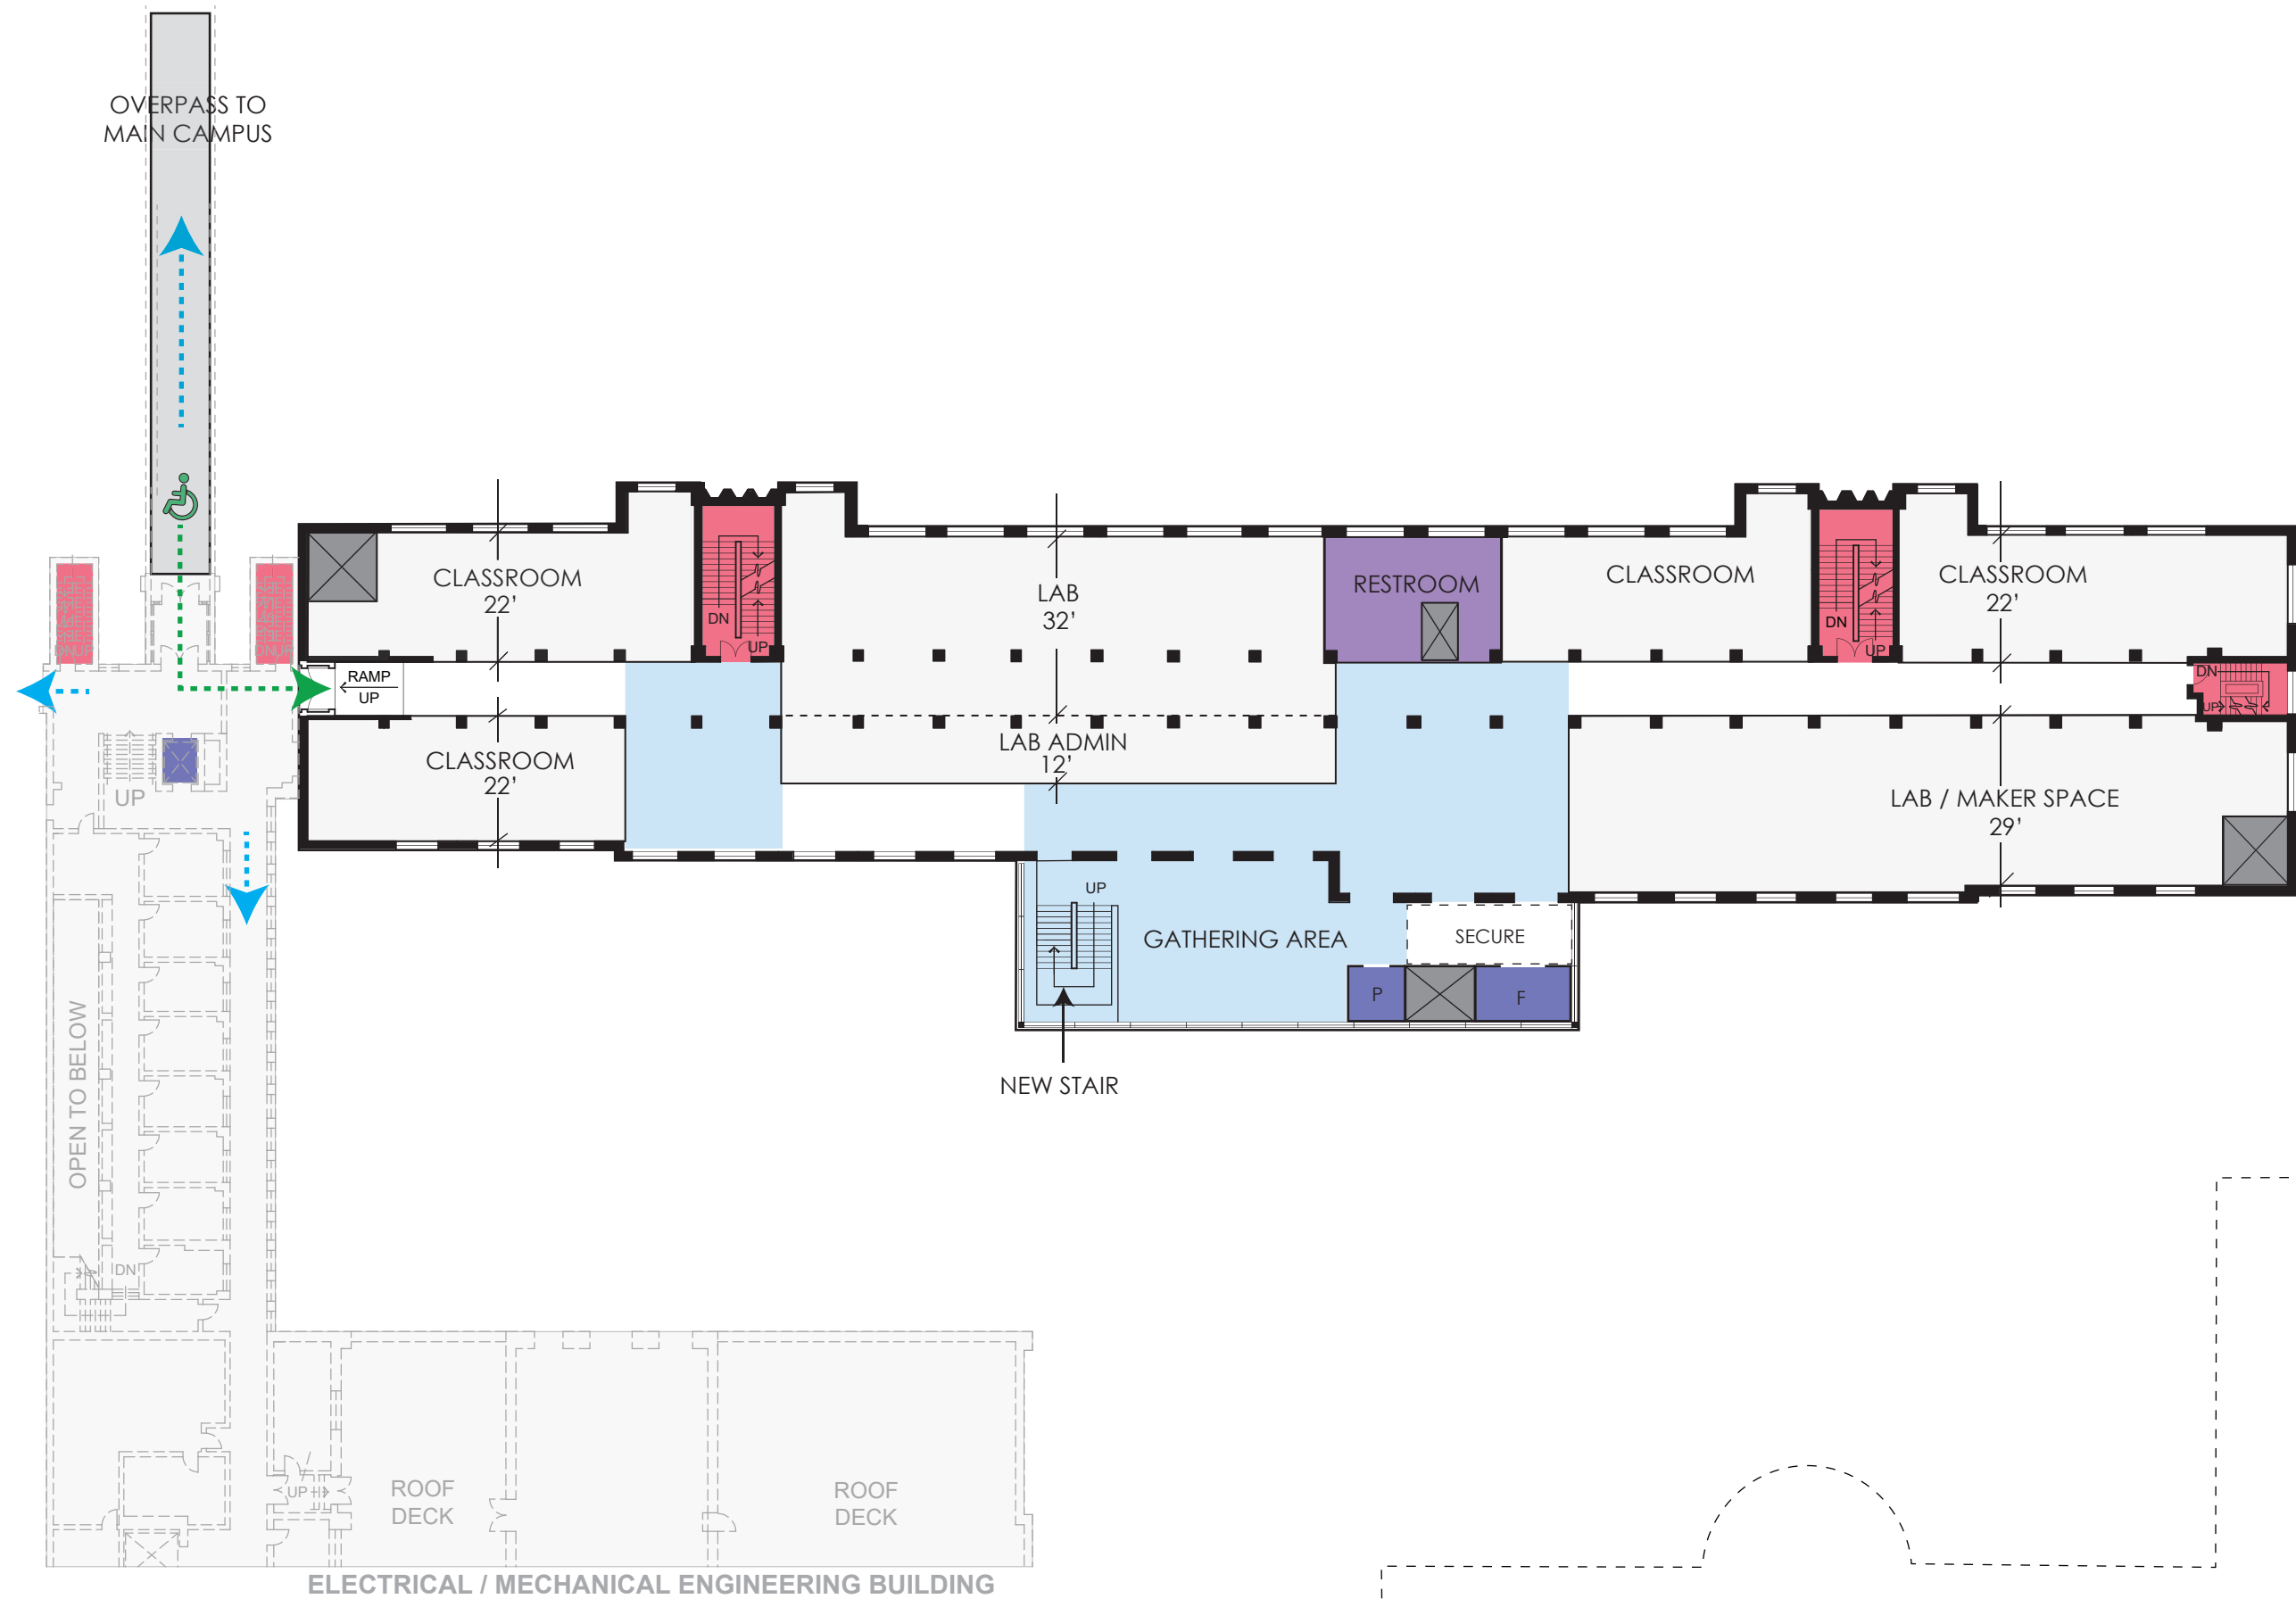 OVERPASS TO
MAIN CAMPUS
CLASSROOM
22’
DN
UP
LAB
32’
RESTROOM
CLASSROOM
DN
UP
CLASSROOM
22’
DNUP
DNUP
RAMP
UP
DN
UP
LAB ADMIN
12’
CLASSROOM
22’
UP
LAB / MAKER SPACE
29’
UP
GATHERING AREA
SECURE
P
F
NEW STAIR
OPEN TO BELOW
DN
UP
ROOF
DECK
ROOF
DECK
ELECTRICAL / MECHANICAL ENGINEERING BUILDING